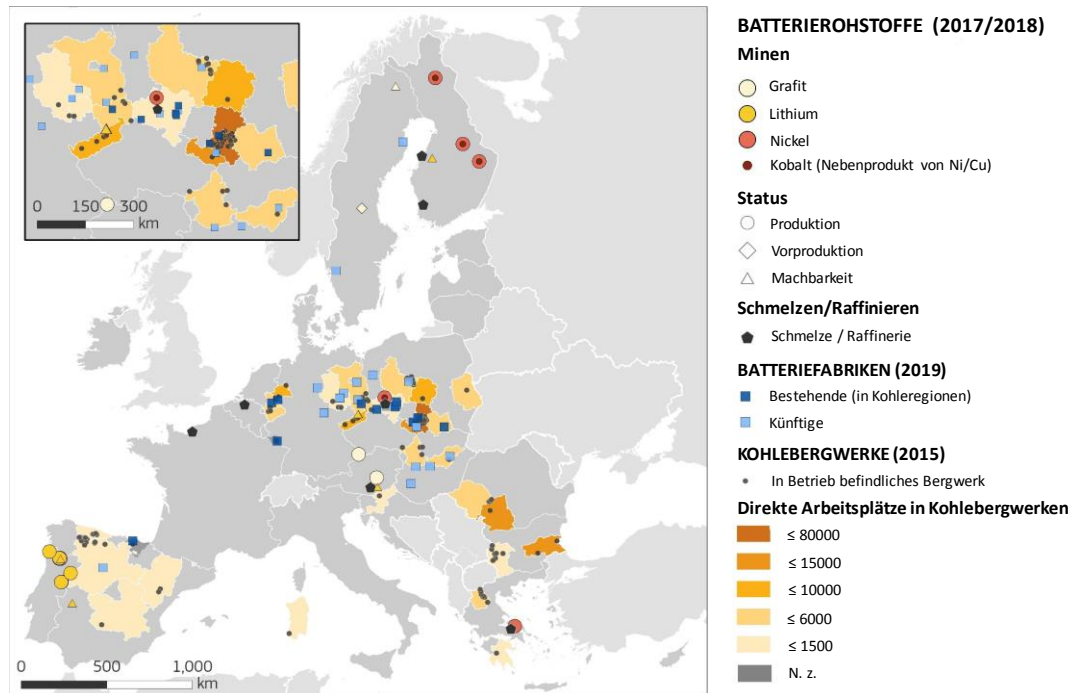 0 150 300
km
0 500 1,000
km
BATTERIEROHSTOFFE (2017/2018)
Minen
Grafit
Lithium
Nickel
Kobalt (Nebenprodukt von Ni/Cu)
Status
Produktion
Vorproduktion
Machbarkeit
Schmelzen/Raffinieren
Schmelze / Raffinerie
BATTERIEFABRIKEN (2019)
Bestehende (in Kohleregionen)
Künftige
KOHLEBERGWERKE (2015)
In Betrieb befindliches Bergwerk
Direkte Arbeitsplätze in Kohlebergwerken
≤ 80000
≤ 15000
≤ 10000
≤ 6000
≤ 1500
N. z.